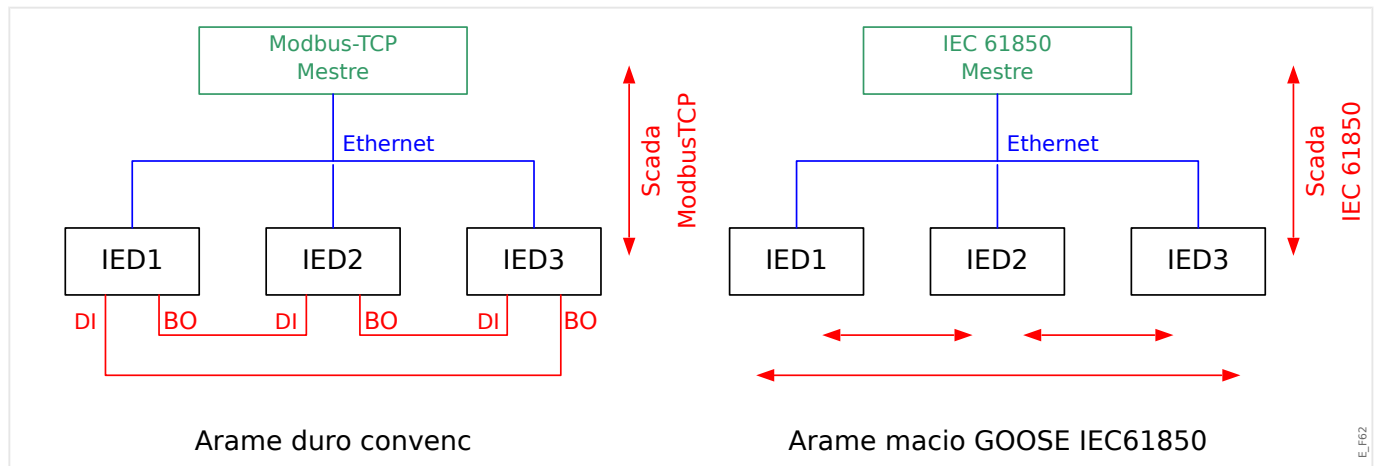 Modbus-TCP
Mestre
Ethernet
Scada
ModbusTCP
IED1
IED2
IED3
DI
BO
DI
BO
DI
BO
Arame duro convenc
IEC 61850
Mestre
Ethernet
Scada
IEC 61850
IED1
IED2
IED3
Arame macio GOOSE IEC61850
E_F62